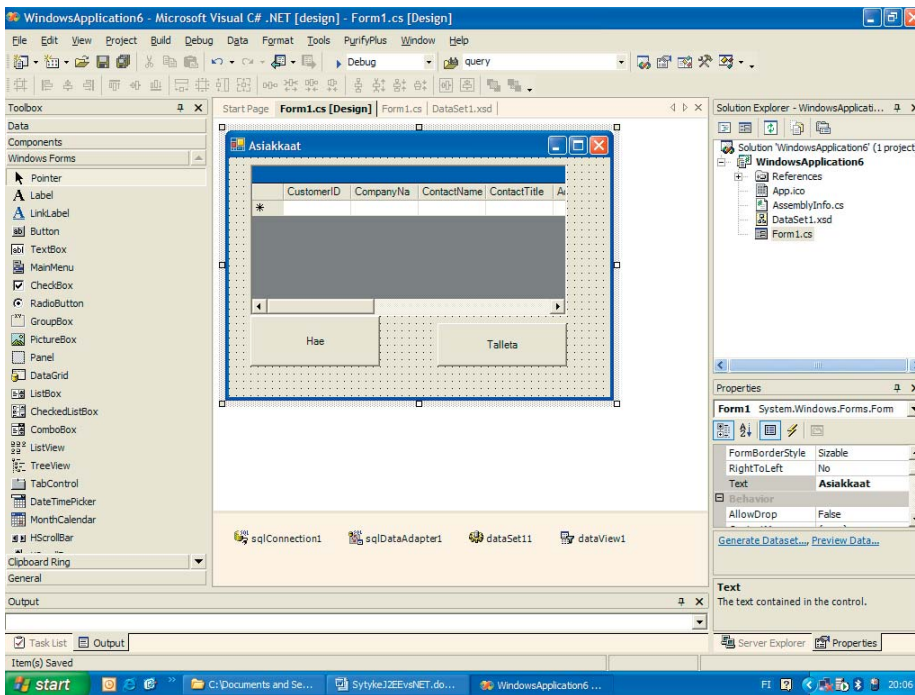 WindowsApplication6 - Microsoft Visual C# .NET [design] - Form1.cs [Design]
File Edit View Project Build Debug Data Format Tools PurifyPlus Window Help
Debug query
Toolbox
Data
Components
Windows Forms
Pointer
A Label
A LinkLabel
ab Button
abl TextBox
MainMenu
CheckBox
RadioButton
GroupBox
PictureBox
Panel
DataGrid
ListBox
CheckedListBox
ComboBox
ListView
TreeView
TabControl
DateTimePicker
MonthCalendar
HScrollBar
Clipboard Ring
General
Start Page Form1.cs [Design] Form1.cs DataSet1.xsd
Asiakkaat
CustomerID CompanyNa ContactName ContactTitle
Hae
Talleta
sqlConnection1 sqlDataAdapter1 dataSet11 dataView1
Solution Explorer - WindowsApplicati...
Solution 'WindowsApplication6' (1 project
WindowsApplication6
References
App.ico
AssemblyInfo.cs
DataSet1.xsd
Form1.cs
Properties
Form1 System.Windows.Forms.Form
FormBorderStyle Sizable
RightToLeft No
Text Asiakkaat
Behavior
AllowDrop False
Generate Dataset..., Preview Data...
Text
The text contained in the control.
Server Explorer Properties
Output
Task List Output
Item(s) Saved
start C:\Documents and Se... SytykeJ2EEvsNET.do... WindowsApplication6 ... FI 20:06